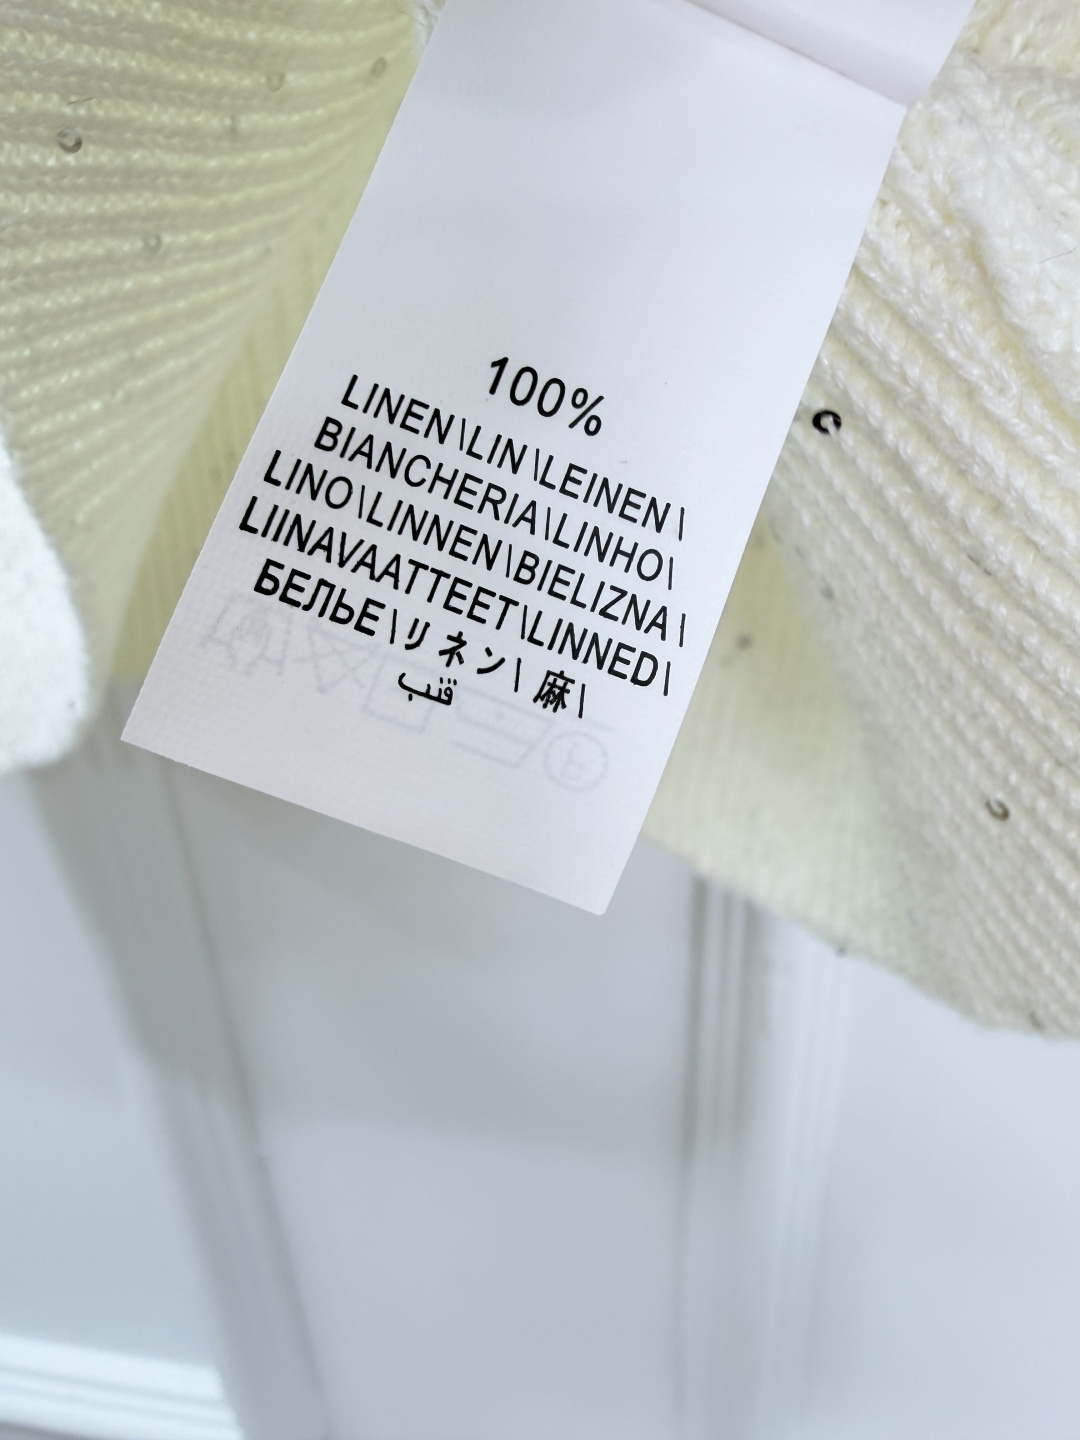 100%
LINEN\LIN\LEINEN\
BIANCHERIA\LINHO\
LINO\LINNEN\BIELIZNA\
LIINAVAATTEET\LINNED\
БЕЛЬЕ\リネン\ 麻\
قنب